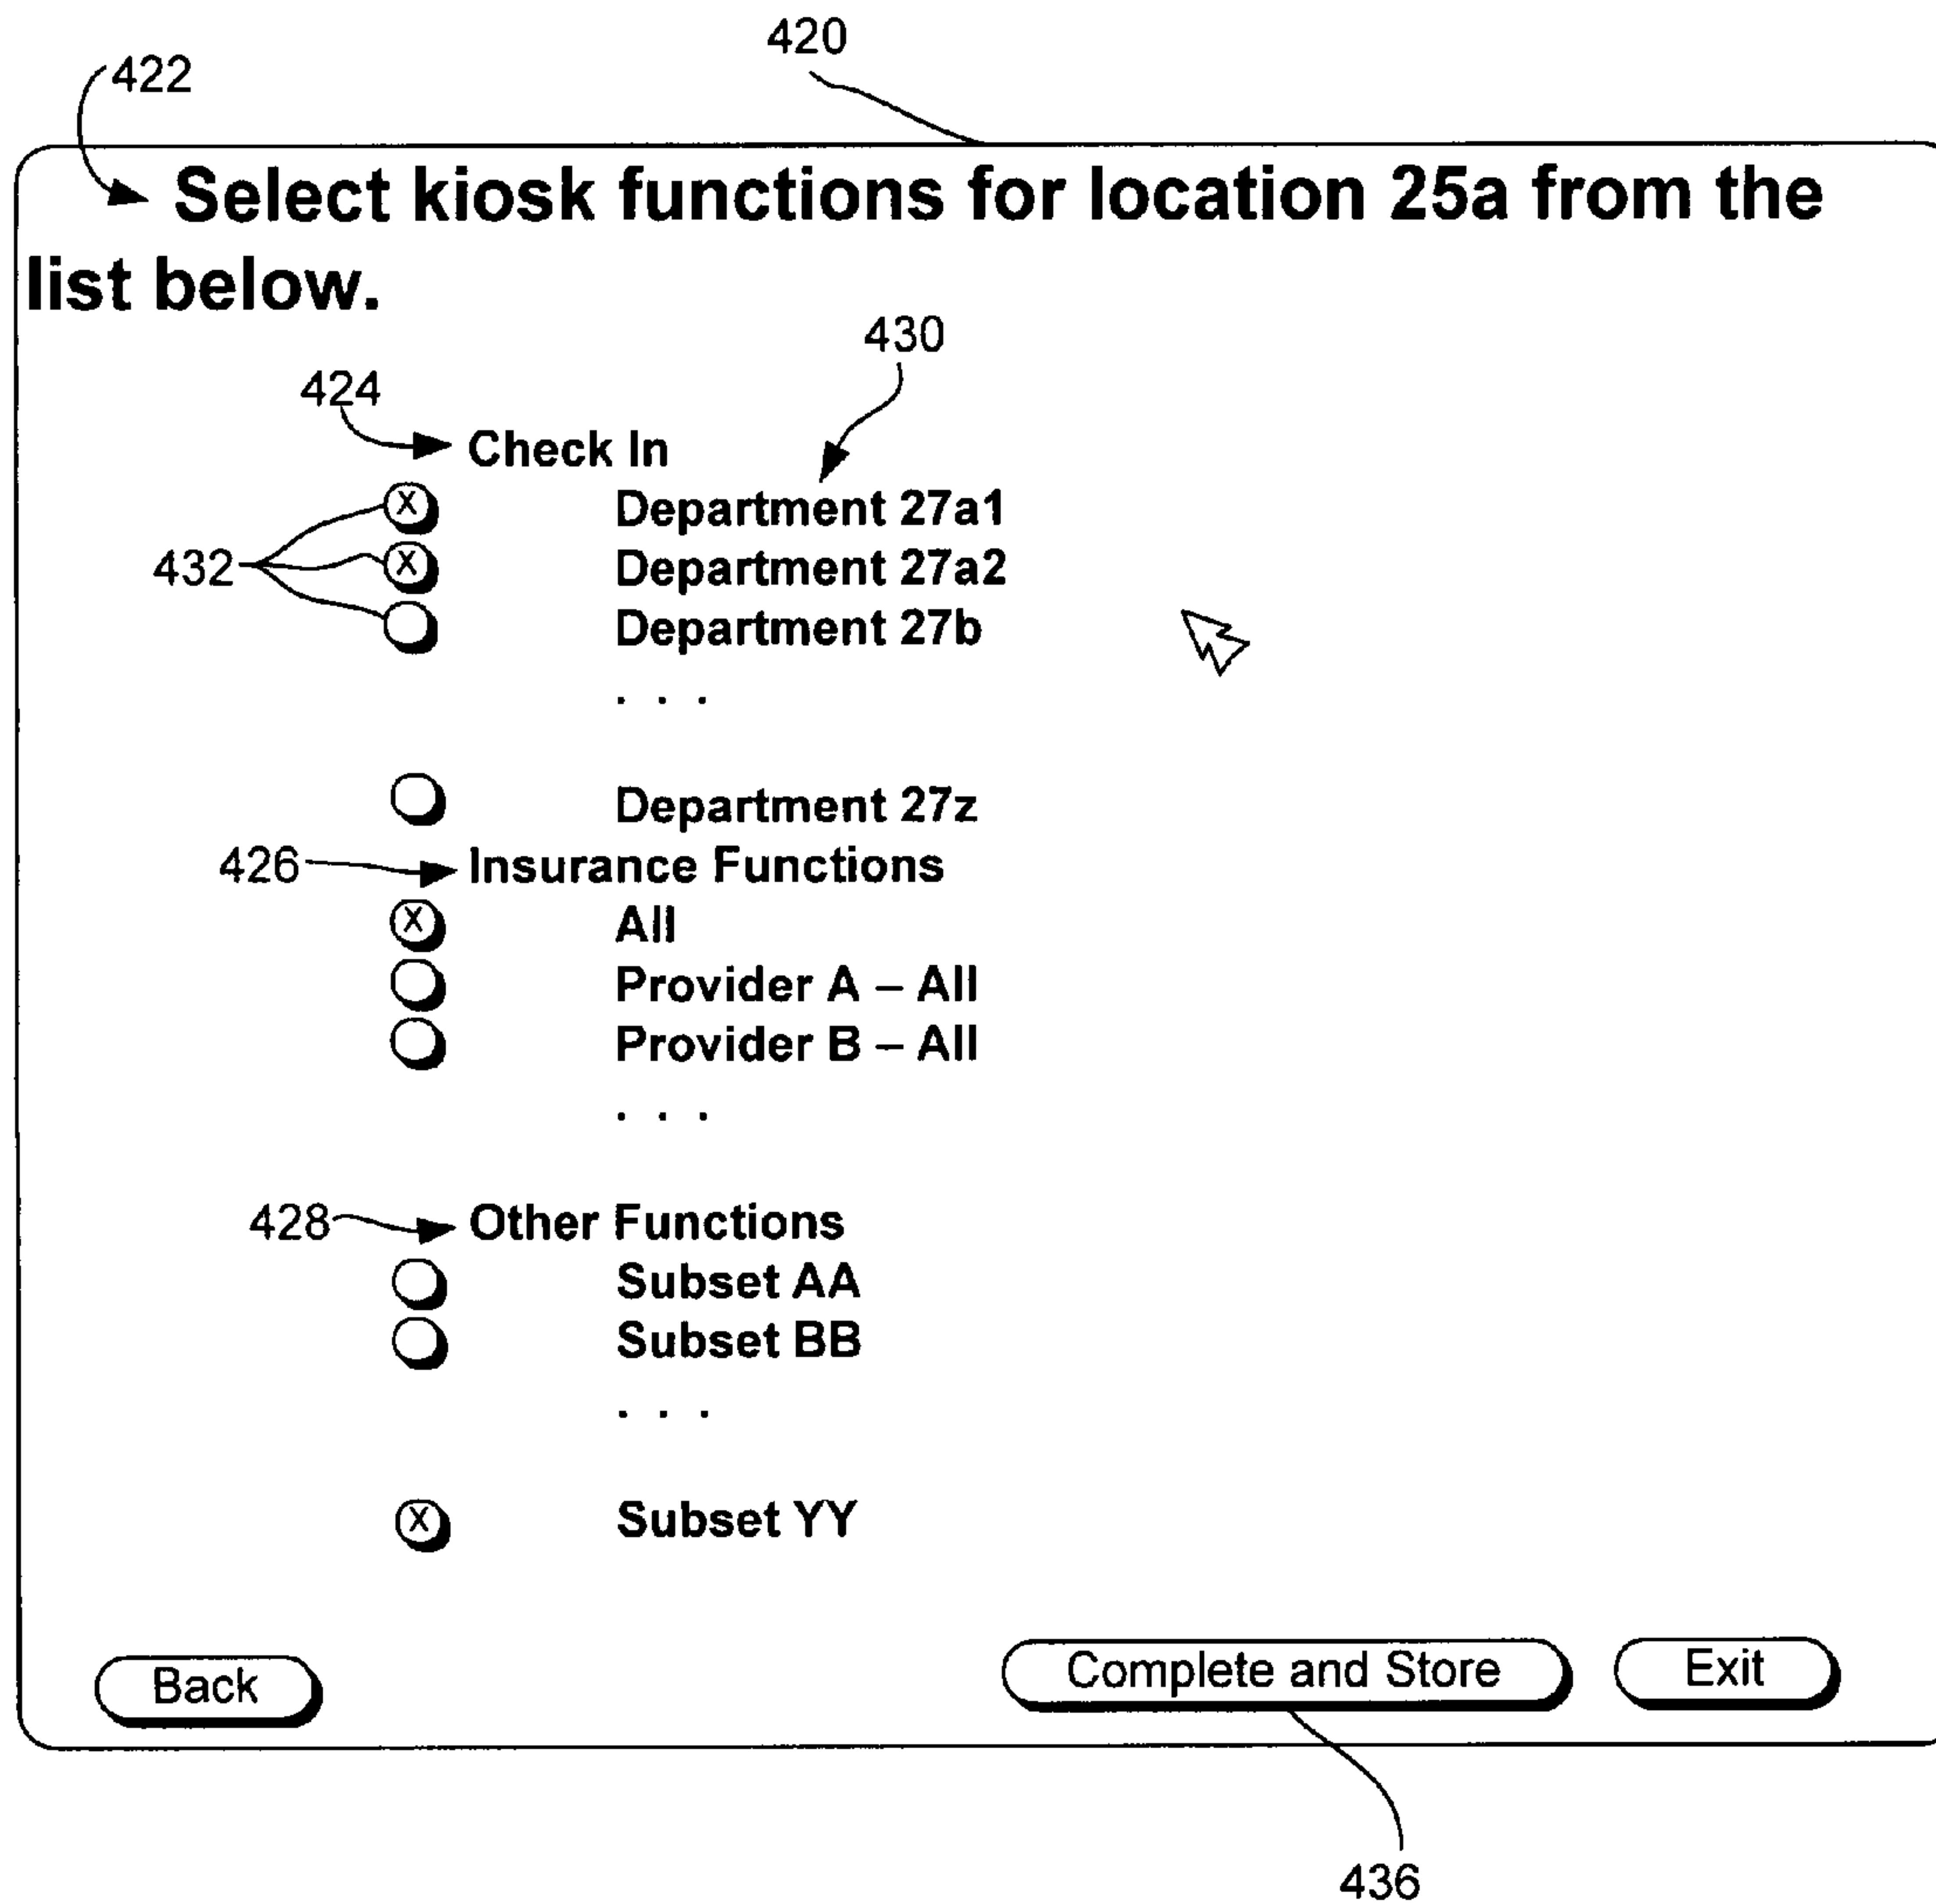 420
422
Select kiosk functions for location 25a from the
list below.
430
424
Check In
X Department 27a1
432 X Department 27a2
Department 27b
. . .
Department 27z
426 Insurance Functions
X All
Provider A – All
Provider B – All
. . .
428 Other Functions
Subset AA
Subset BB
. . .
X Subset YY
Back Complete and Store Exit
436